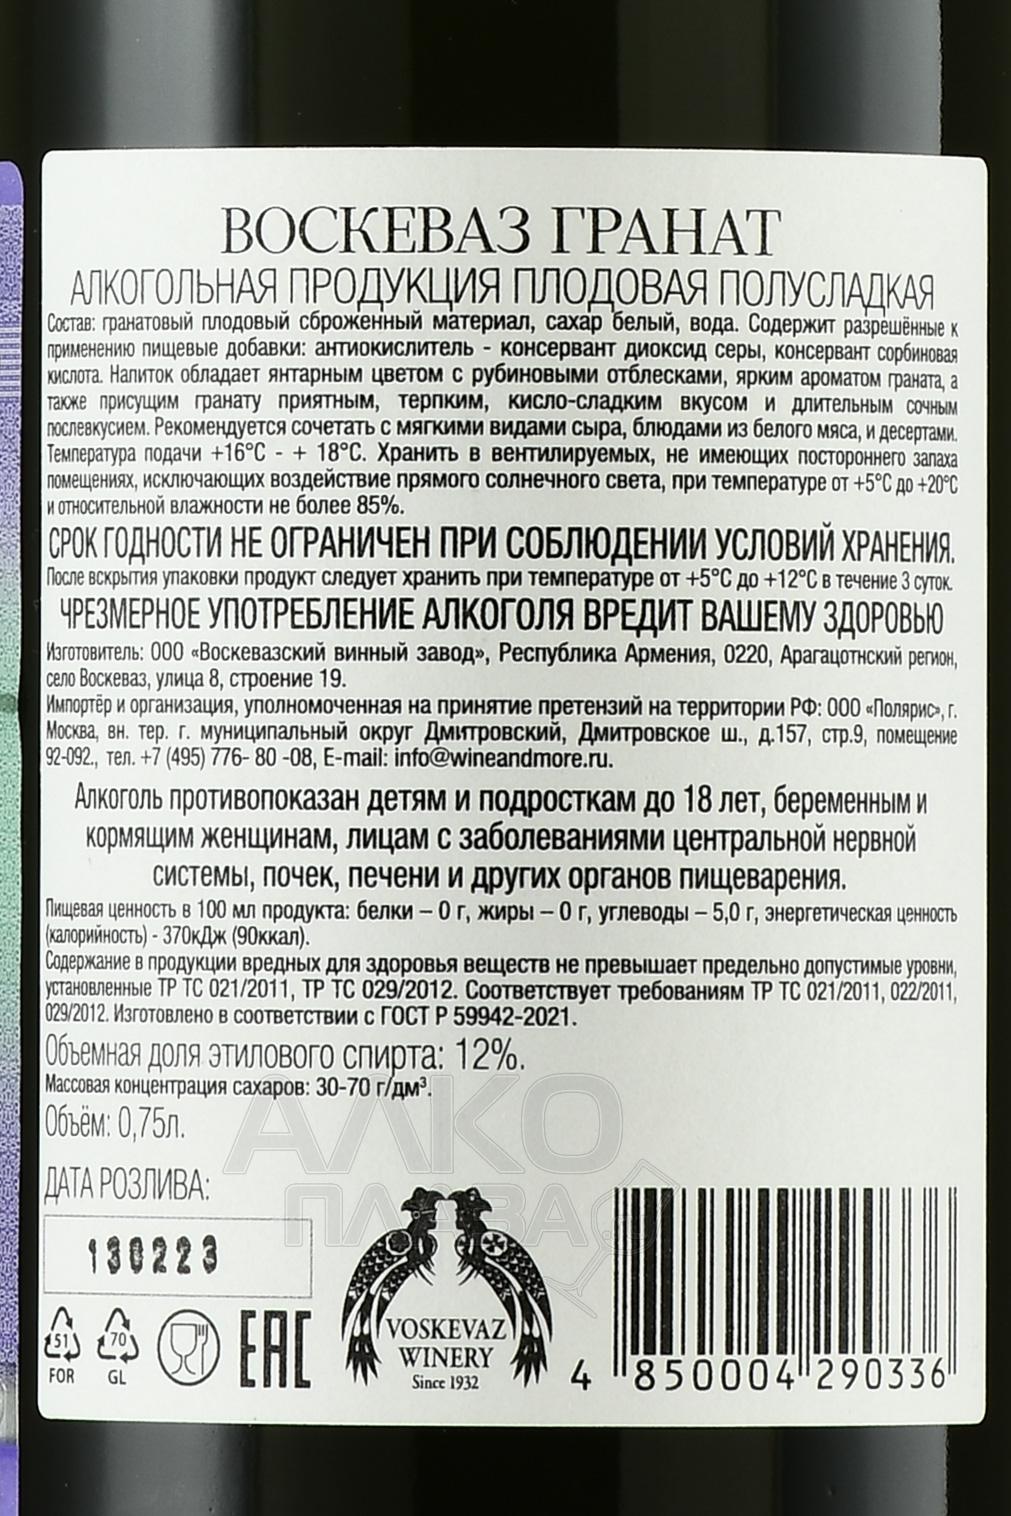 ВОСКЕВАЗ ГРАНАТ
АЛКОГОЛЬНАЯ ПРОДУКЦИЯ ПЛОДОВАЯ ПОЛУСЛАДКАЯ
Состав: гранатовый плодовый сброженный материал, сахар белый, вода. Содержит разрешённые к
применению пищевые добавки: антиокислитель - консервант диоксид серы, консервант сорбиновая
кислота. Напиток обладает янтарным цветом с рубиновыми отблесками, ярким ароматом граната, а
также присущим гранату приятным, терпким, кисло-сладким вкусом и длительным сочным
послевкусием. Рекомендуется сочетать с мягкими видами сыра, блюдами из белого мяса, и десертами.
Температура подачи +16°С - + 18°С. Хранить в вентилируемых, не имеющих постороннего запаха
помещениях, исключающих воздействие прямого солнечного света, при температуре от +5°С до +20°С
и относительной влажности не более 85%.
СРОК ГОДНОСТИ НЕ ОГРАНИЧЕН ПРИ СОБЛЮДЕНИИ УСЛОВИЙ ХРАНЕНИЯ.
После вскрытия упаковки продукт следует хранить при температуре от +5°С до +12°С в течение 3 суток.
ЧРЕЗМЕРНОЕ УПОТРЕБЛЕНИЕ АЛКОГОЛЯ ВРЕДИТ ВАШЕМУ ЗДОРОВЬЮ
Изготовитель: ООО «Воскевазский винный завод», Республика Армения, 0220, Арагацотнский регион,
село Воскеваз, улица 8, строение 19.
Импортёр и организация, уполномоченная на принятие претензий на территории РФ: ООО «Полярис», г.
Москва, вн. тер. г. муниципальный округ Дмитровский, Дмитровское ш., д.157, стр.9, помещение
92-092., тел. +7 (495) 776- 80 -08, E-mail: info@wineandmore.ru.
Алкоголь противопоказан детям и подросткам до 18 лет, беременным и
кормящим женщинам, лицам с заболеваниями центральной нервной
системы, почек, печени и других органов пищеварения.
Пищевая ценность в 100 мл продукта: белки – 0 г, жиры – 0 г, углеводы – 5,0 г, энергетическая ценность
(калорийность) - 370кДж (90ккал).
Содержание в продукции вредных для здоровья веществ не превышает предельно допустимые уровни,
установленные ТР ТС 021/2011, ТР ТС 029/2012. Соответствует требованиям ТР ТС 021/2011, 022/2011,
029/2012. Изготовлено в соответствии с ГОСТ Р 59942-2021.
Объемная доля этилового спирта: 12%.
Массовая концентрация сахаров: 30-70 г/дм³.
Объём: 0,75л.
АЛКО
ПЛАЗА
ДАТА РОЗЛИВА:
130223
51
FOR
70
GL
EAC
VOSKEVAZ
WINERY
Since 1932
4 850004 290336